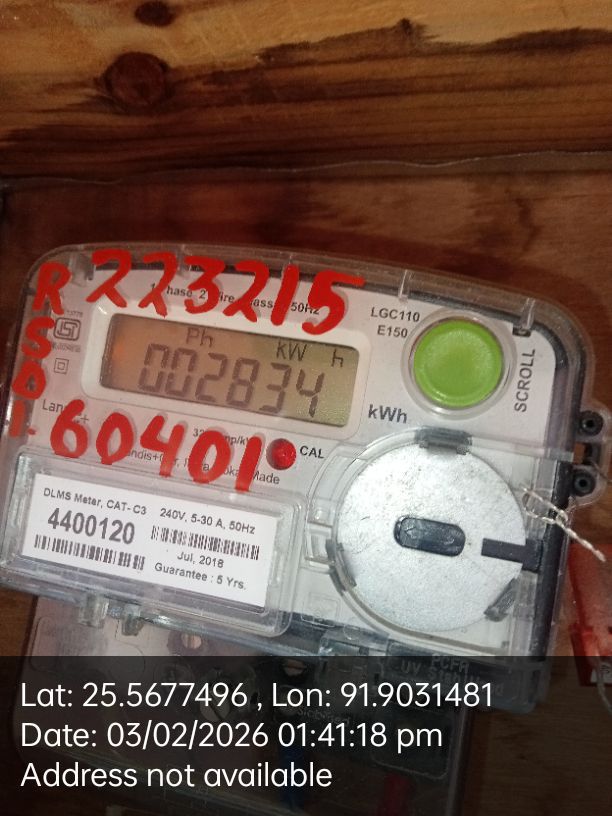 R 223215
S
D
I-60401
50Hz
LGC110
E150
Ph
kW h
002834
kWh
SCROLL
CAL
DLMS Meter, CAT- C3
4400120
240V, 5-30 A, 50Hz
Jul, 2018
Guarantee : 5 Yrs.
Lat: 25.5677496 , Lon: 91.9031481
Date: 03/02/2026 01:41:18 pm
Address not available